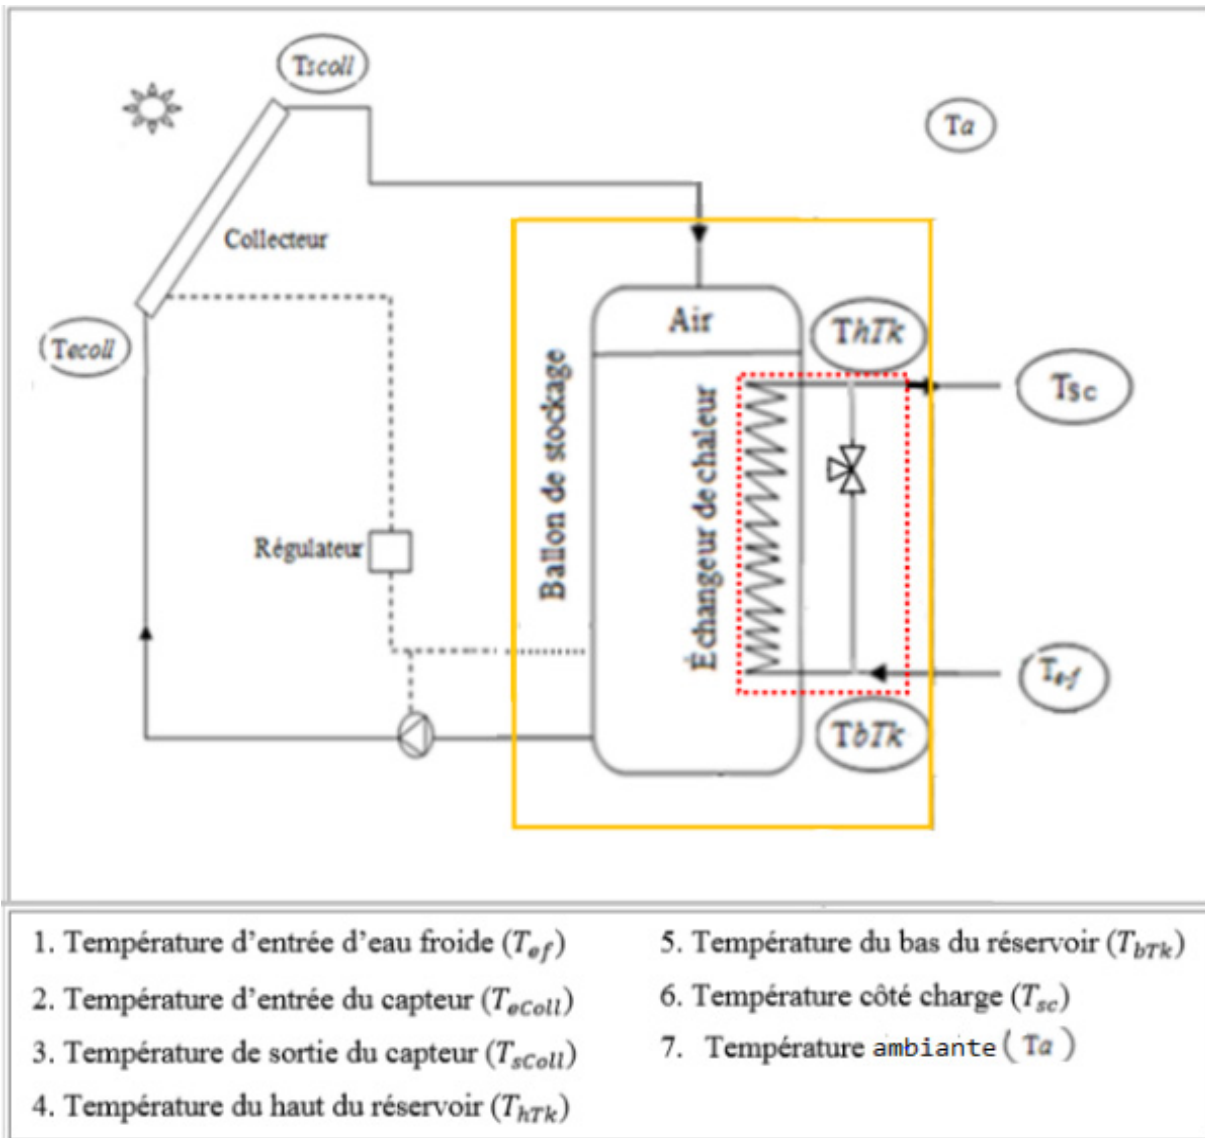 Tscoll
Ta
Collecteur
(Tecoll
Air
ThTk
Tsc
Ballon de stockage
Échangeur de chaleur
Régulateur
Te-f
TbTk
1. Température d'entrée d'eau froide (Tef)
2. Température d'entrée du capteur (TeColl)
3. Température de sortie du capteur (TsColl)
4. Température du haut du réservoir (ThTk)
5. Température du bas du réservoir (TbTk)
6. Température côté charge (Tsc)
7. Température ambiante ( Ta )